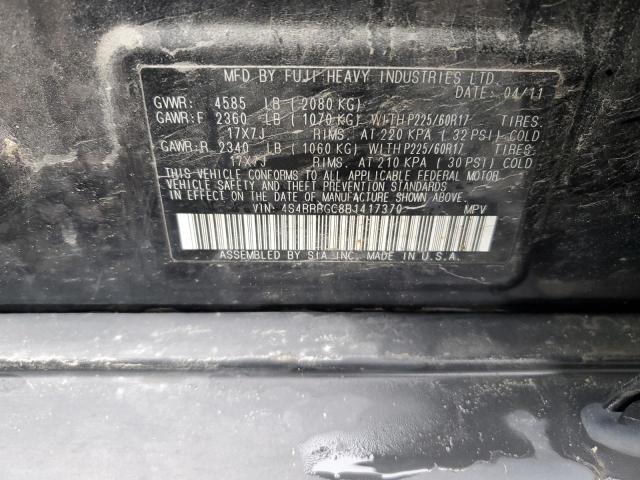 MFD BY FUJI HEAVY INDUSTRIES LTD.
DATE: 04/11
GVWR: 4585 LB ( 2080 KG)
GAWR:F 2360 LB ( 1070 KG) WITH P225/60R17 TIRES,
17X7J RIMS, AT 220 KPA ( 32 PSI) COLD
GAWR:R 2340 LB ( 1060 KG) WITH P225/60R17 TIRES,
17X7J RIMS, AT 210 KPA ( 30 PSI) COLD
THIS VEHICLE CONFORMS TO ALL APPLICABLE FEDERAL MOTOR
VEHICLE SAFETY AND THEFT PREVENTION STANDARDS
IN EFFECT ON THE DATE OF MANUFACTURE SHOWN ABOVE.
VIN: 4S4BRPGC8B1417370 MPV
ASSEMBLED BY SIA INC. MADE IN U.S.A.